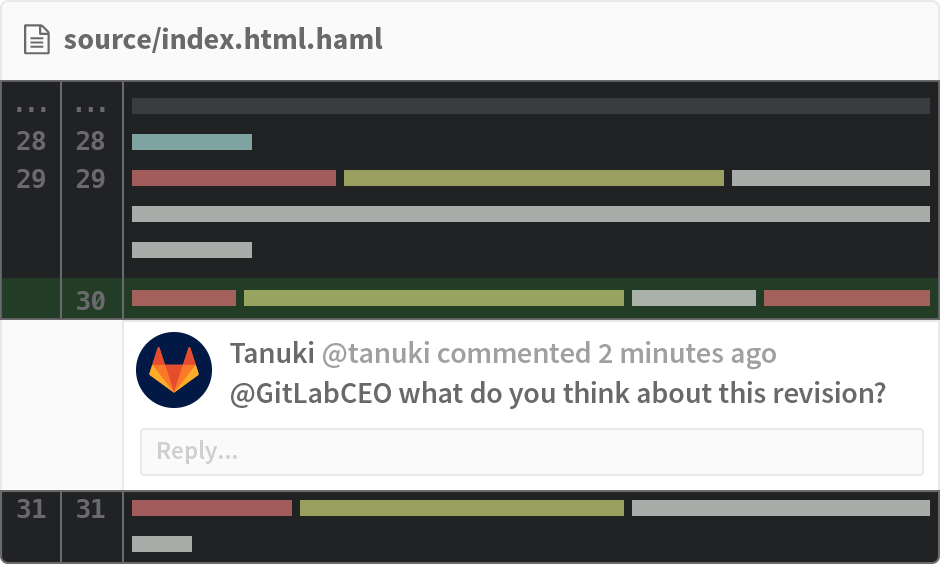 source/index.html.haml
... ...
28 28
29 29
30
Tanuki @tanuki commented 2 minutes ago
@GitLabCEO what do you think about this revision?
Reply...
31 31